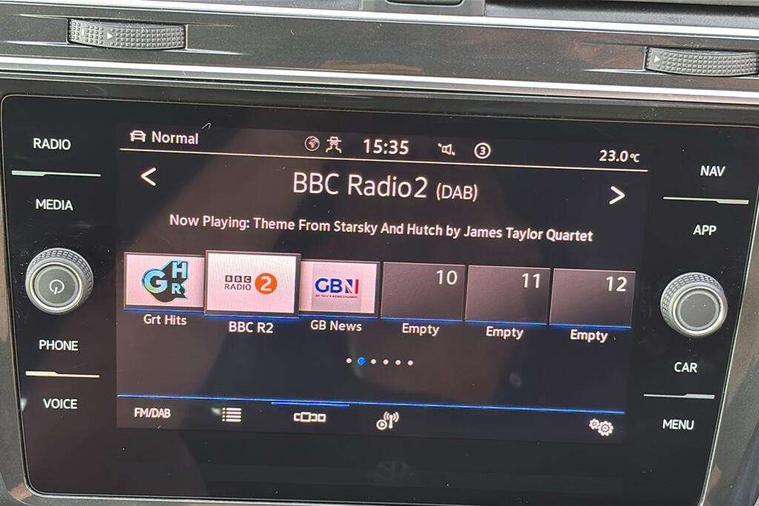 RADIO
MEDIA
PHONE
VOICE
Normal
15:35
3
23.0°C
BBC Radio2 (DAB)
Now Playing: Theme From Starsky And Hutch by James Taylor Quartet
GHR
BBC
RADIO 2
GBN
10
11
12
Grt Hits
BBC R2
GB News
Empty
Empty
Empty
FM/DAB
NAV
APP
CAR
MENU